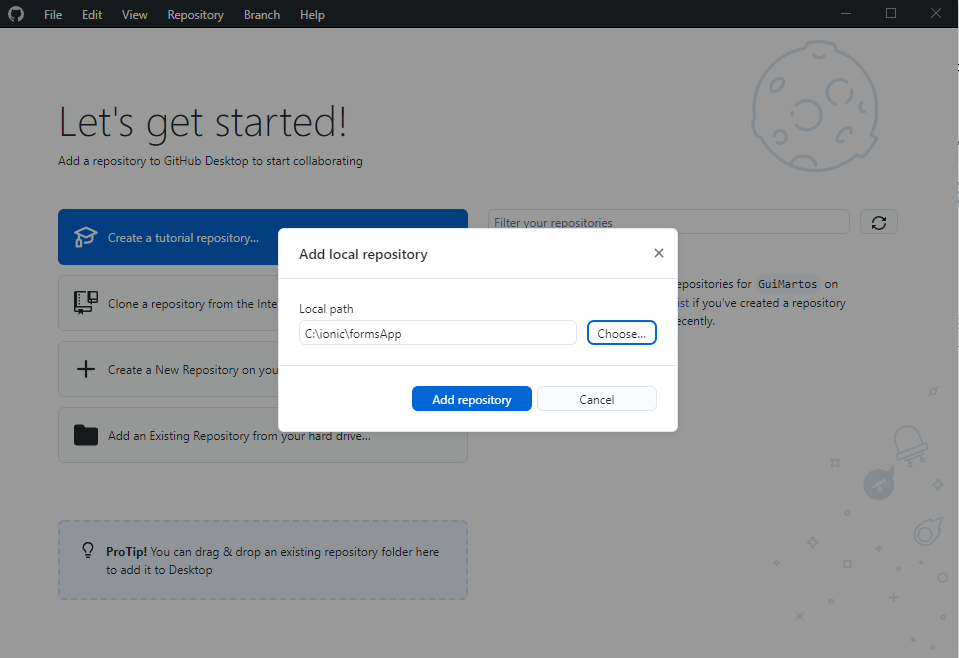 File Edit View Repository Branch Help
Let's get started!
Add a repository to GitHub Desktop to start collaborating
Create a tutorial repository...
Filter your repositories
Add local repository
Clone a repository from the Inte
epositories for GuiMartos on
ist if you've created a repository
ecently.
Local path
C:\ionic\formsApp
Choose...
Create a New Repository on you
Add repository
Cancel
Add an Existing Repository from your hard drive...
ProTip! You can drag & drop an existing repository folder here
to add it to Desktop